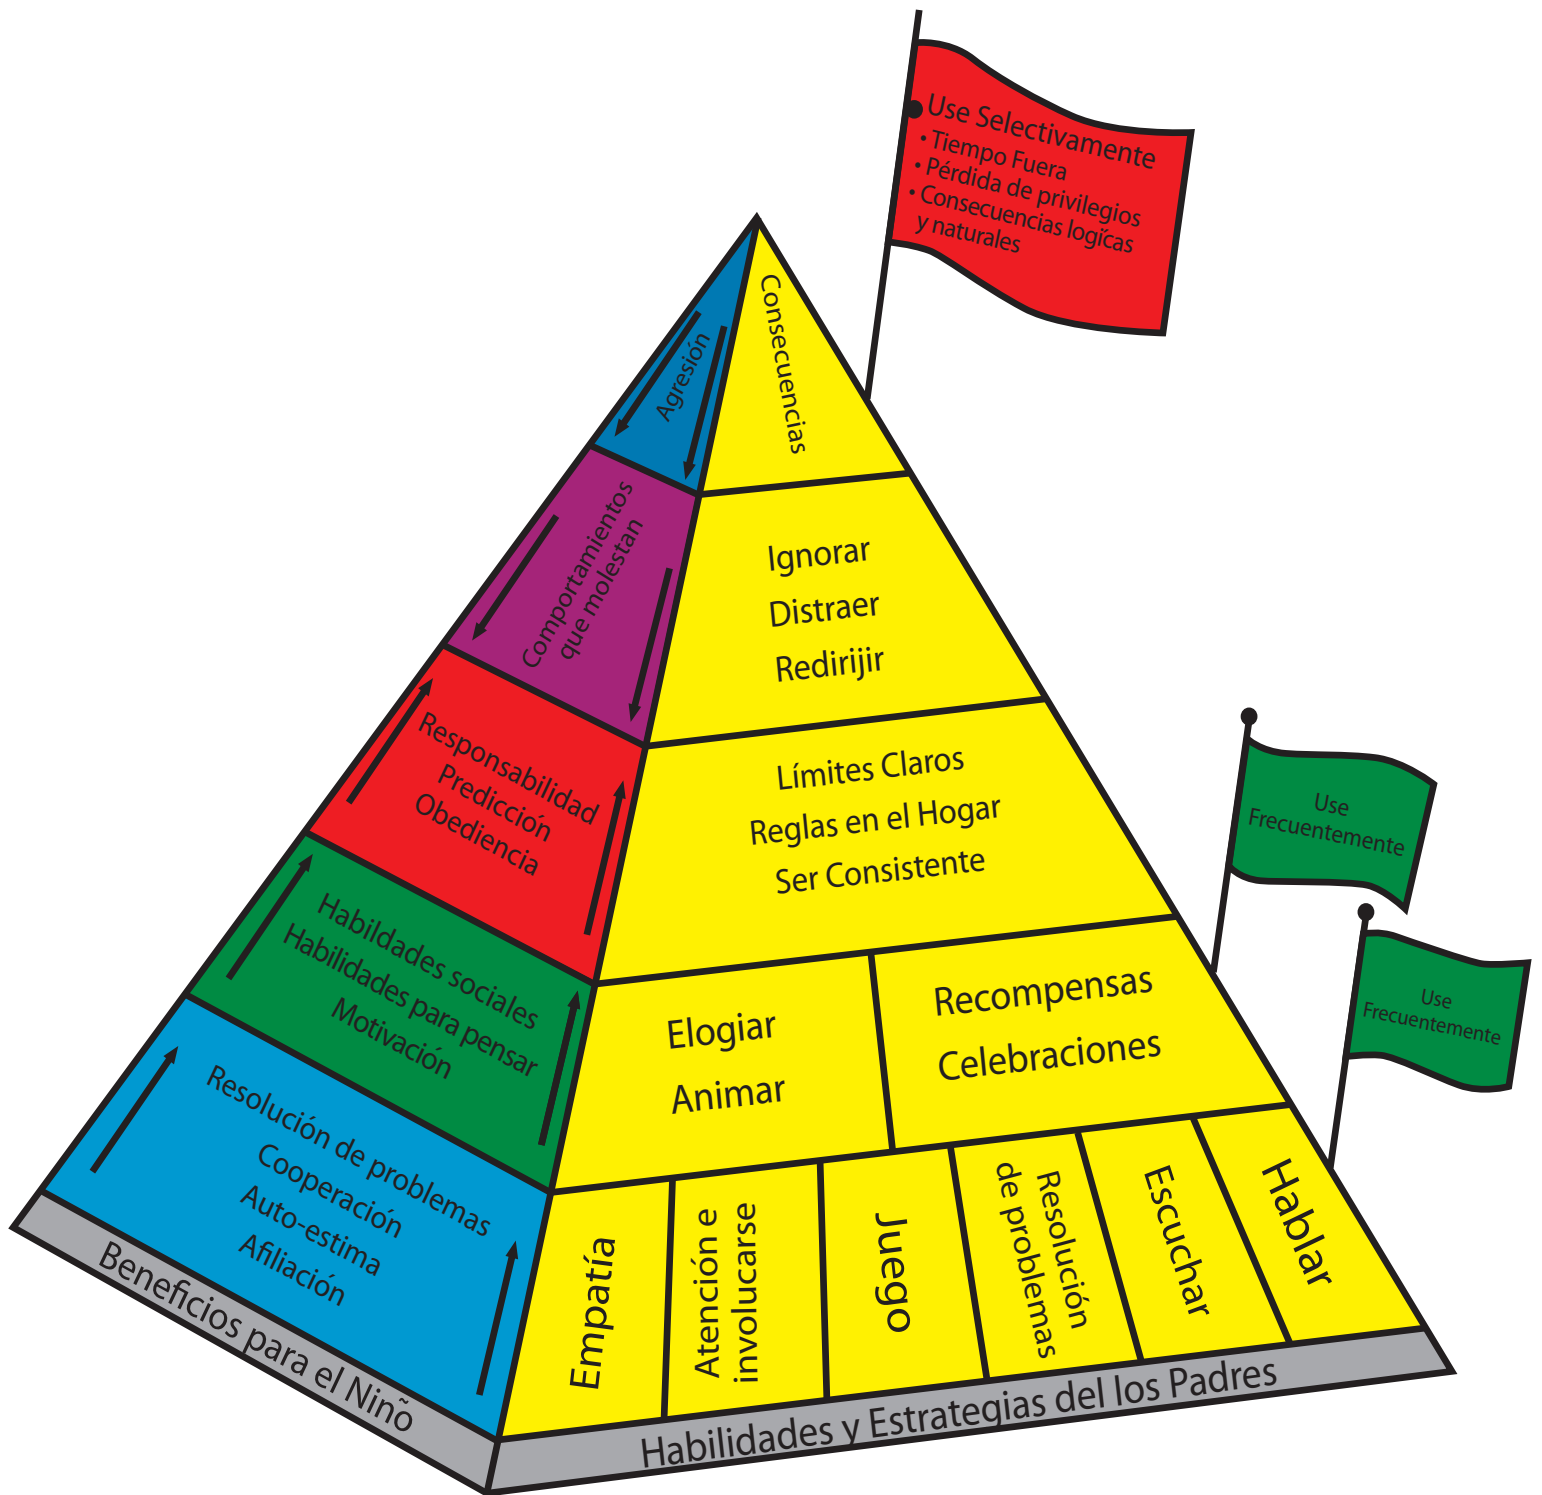 Use Selectivamente
• Tiempo Fuera
• Pérdida de privilegios
• Consecuencias logícas
y naturales
Agresión
Consecuencias
Comportamientos
que molestan
Ignorar
Distraer
Redirijir
Responsabilidad
Predicción
Obediencia
Límites Claros
Reglas en el Hogar
Ser Consistente
Use
Frecuentemente
Habildades sociales
Habilidades para pensar
Motivación
Elogiar
Animar
Recompensas
Celebraciones
Use
Frecuentemente
Resolución de problemas
Cooperación
Auto-estima
Afiliación
Empatía
Atención e
involucarse
Juego
Resolución
de problemas
Escuchar
Hablar
Beneficios para el Ninõ
Habilidades y Estrategias del los Padres